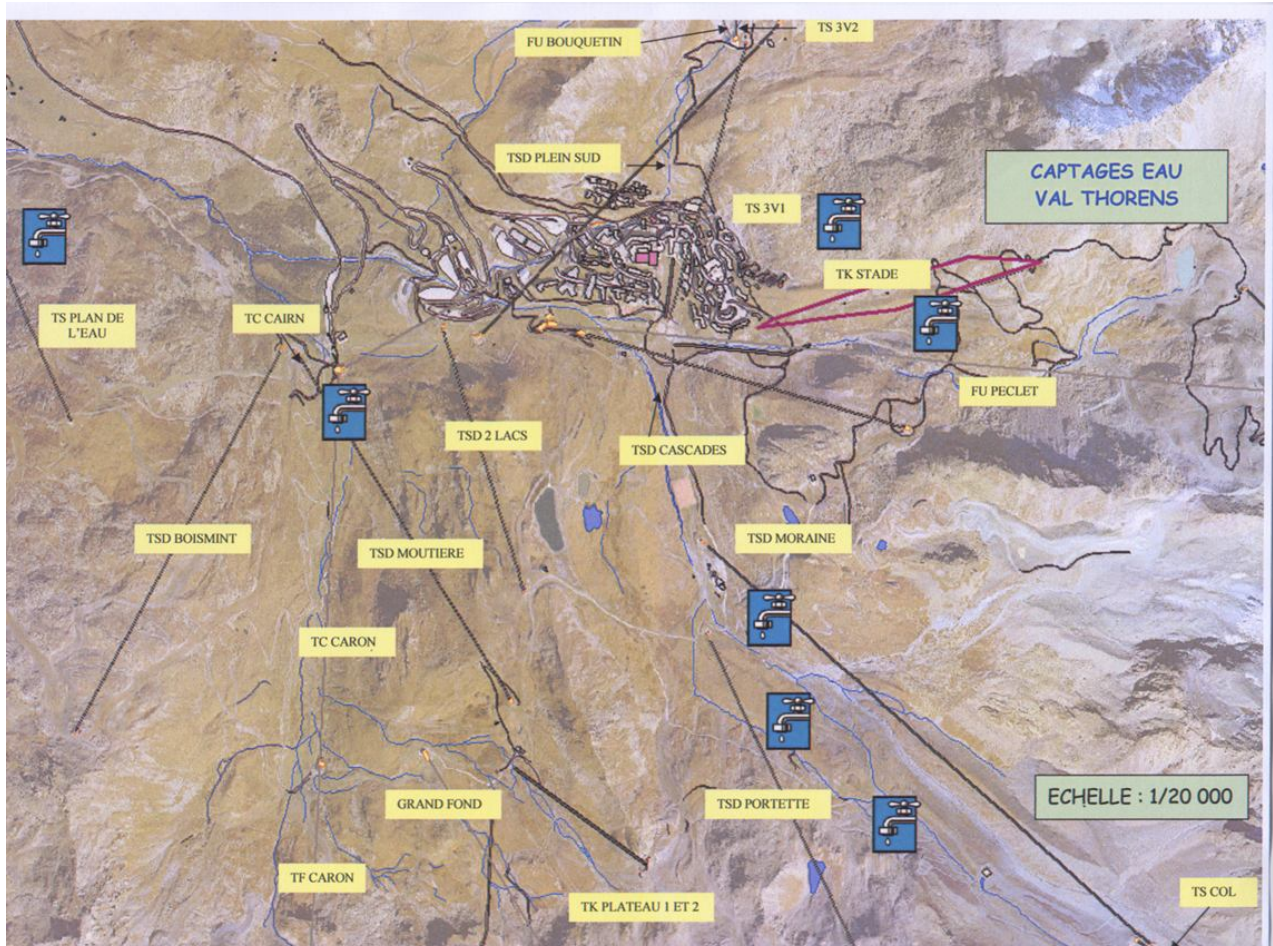 FU BOUQUETIN
TS 3V2
TSD PLEIN SUD
CAPTAGES EAU
VAL THORENS
TS 3V1
TK STADE
TS PLAN DE
L'EAU
TC CAIRN
FU PECLET
TSD 2 LACS
TSD CASCADES
TSD BOISMINT
TSD MOUTIERE
TSD MORAINE
TC CARON
GRAND FOND
TSD PORTETTE
ECHELLE : 1/20 000
TF CARON
TK PLATEAU 1 ET 2
TS COL